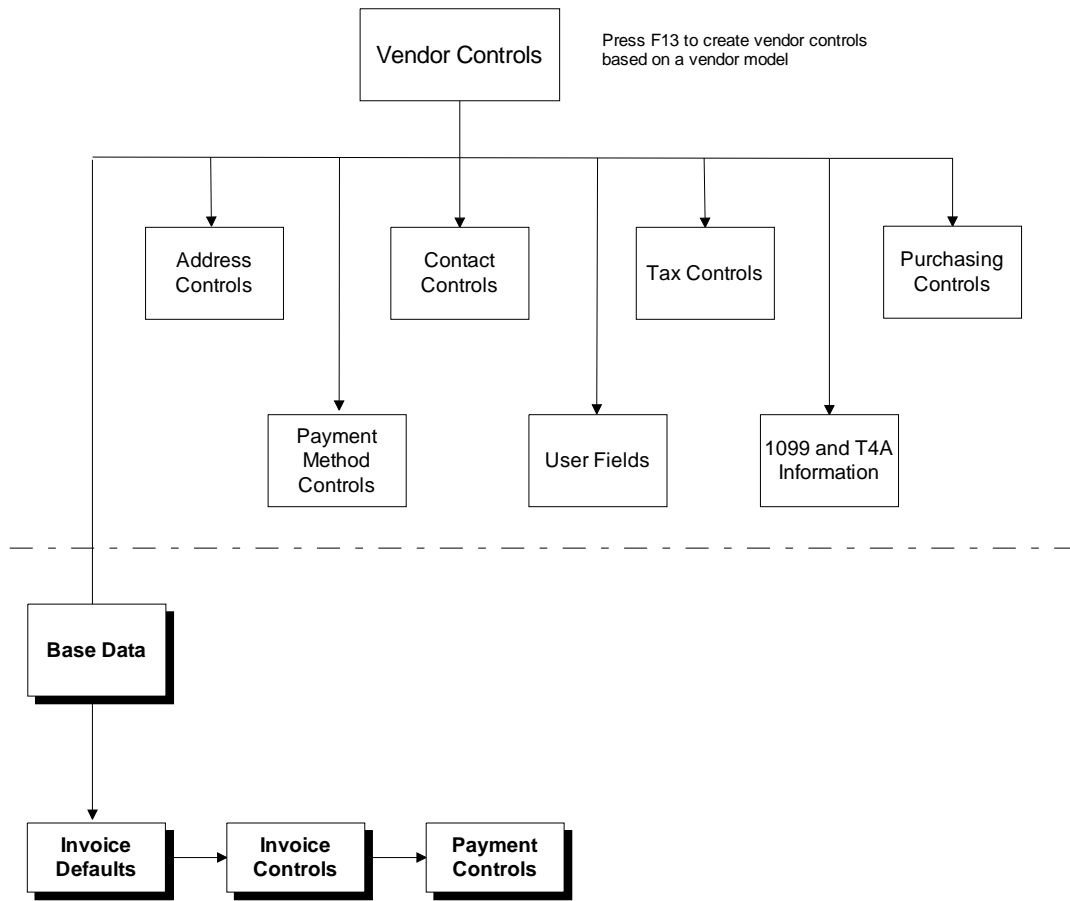 Vendor Controls
Press F13 to create vendor controls
based on a vendor model
Address
Controls
Contact
Controls
Tax Controls
Purchasing
Controls
Payment
Method
Controls
User Fields
1099 and T4A
Information
Base Data
Invoice
Defaults
Invoice
Controls
Payment
Controls